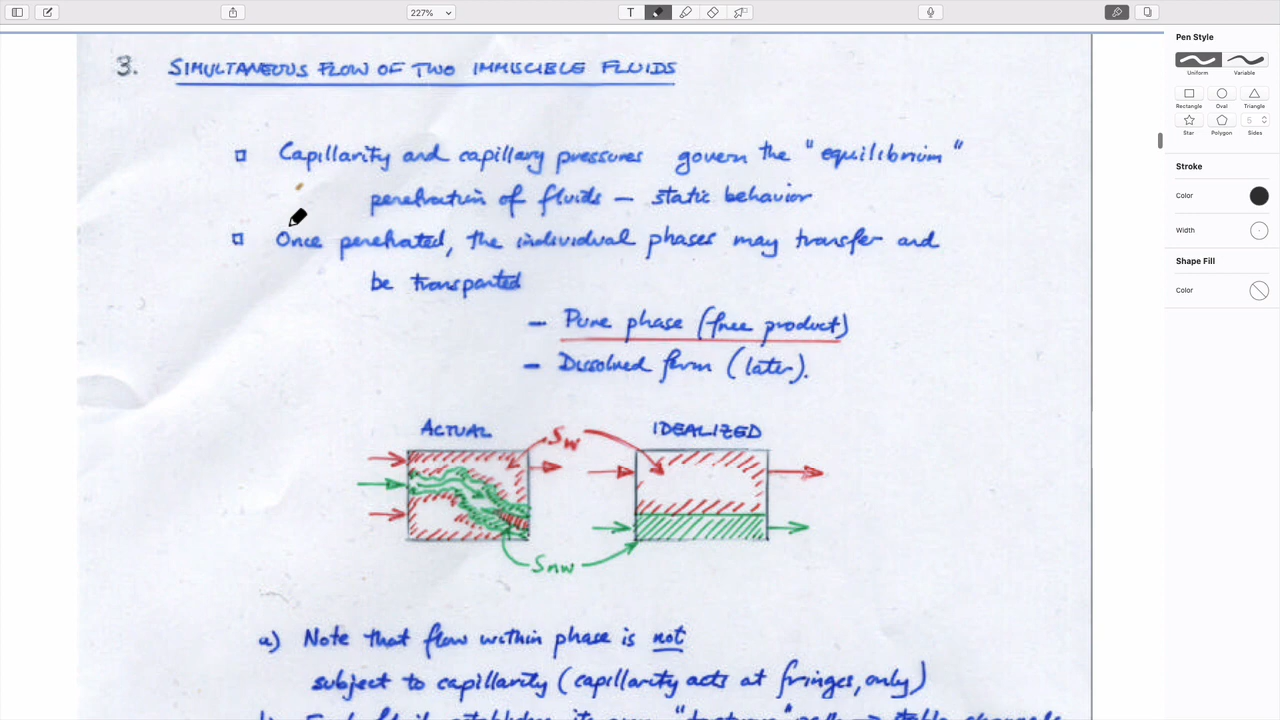 227%
T
3. SIMULTANEOUS FLOW OF TWO IMMISCIBLE FLUIDS
Capillarity and capillary pressures govern the "equilibrium"
penetration of fluids — static behavior
Once penetrated, the individual phases may transfer and
be transported
— Pure phase (free product)
— Dissolved form (later).
ACTUAL Sw IDEALIZED
Snw
a) Note that flow within phase is not
subject to capillarity (capillarity acts at fringes, only)
Pen Style
Uniform Variable
Rectangle Oval Triangle
5
Star Polygon Sides
Stroke
Color
Width
Shape Fill
Color